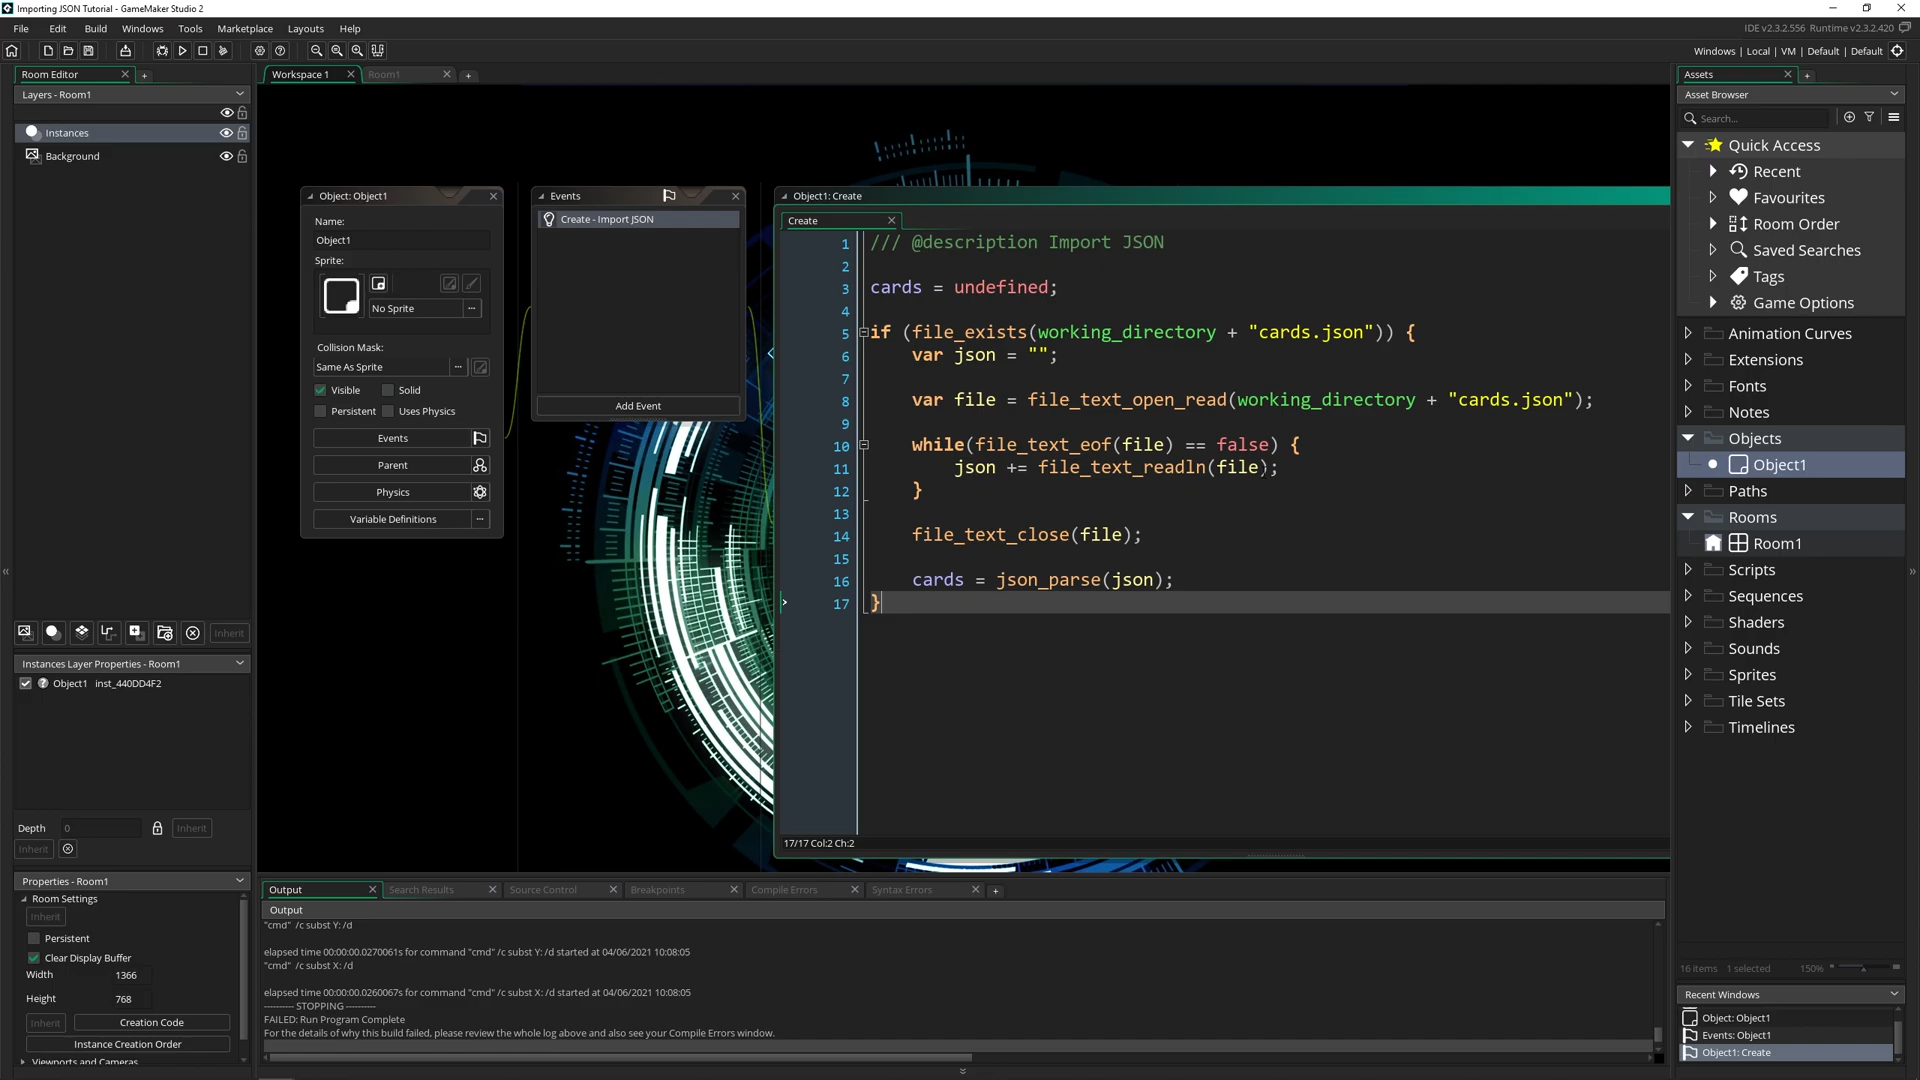 Importing JSON Tutorial - GameMaker Studio 2
File Edit Build Windows Tools Marketplace Layouts Help
IDE v2.3.2.556 Runtime v2.3.2.420
Windows | Local | VM | Default | Default
Room Editor
Workspace 1
Room1
Assets
Layers - Room1
Asset Browser
Search...
Instances
Background
Quick Access
Recent
Favourites
Room Order
Saved Searches
Tags
Game Options
Animation Curves
Extensions
Fonts
Notes
Objects
Object1
Paths
Rooms
Room1
Scripts
Sequences
Shaders
Sounds
Sprites
Tile Sets
Timelines
Object: Object1
Name:
Object1
Sprite:
No Sprite
Collision Mask:
Same As Sprite
Visible
Solid
Persistent
Uses Physics
Events
Parent
Physics
Variable Definitions
Events
Create - Import JSON
Add Event
Object1: Create
Create
1 /// @description Import JSON
2
3 cards = undefined;
4
5 if (file_exists(working_directory + "cards.json")) {
6 var json = "";
7
8 var file = file_text_open_read(working_directory + "cards.json");
9
10 while(file_text_eof(file) == false) {
11 json += file_text_readln(file);
12 }
13
14 file_text_close(file);
15
16 cards = json_parse(json);
17 }
17/17 Col:2 Ch:2
Inherit
Instances Layer Properties - Room1
Object1 inst_440DD4F2
Depth 0 Inherit
Inherit
Properties - Room1
Room Settings
Inherit
Persistent
Clear Display Buffer
Width 1366
Height 768
Inherit Creation Code
Instance Creation Order
Viewports and Cameras
Output
Search Results
Source Control
Breakpoints
Compile Errors
Syntax Errors
Output
"cmd" /c subst Y: /d
elapsed time 00:00:00.0270061s for command "cmd" /c subst Y: /d started at 04/06/2021 10:08:05
"cmd" /c subst X: /d
elapsed time 00:00:00.0260067s for command "cmd" /c subst X: /d started at 04/06/2021 10:08:05
---------- STOPPING ----------
FAILED: Run Program Complete
For the details of why this build failed, please review the whole log above and also see your Compile Errors window.
16 items 1 selected 150%
Recent Windows
Object: Object1
Events: Object1
Object1: Create